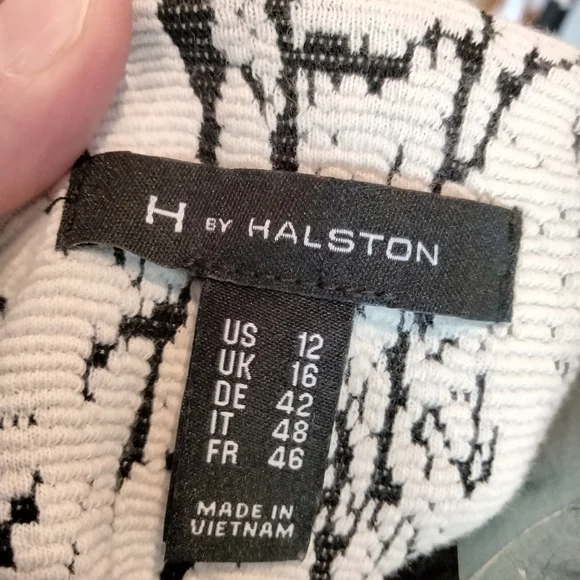 H BY HALSTON
US 12
UK 16
DE 42
IT 48
FR 46
MADE IN
VIETNAM